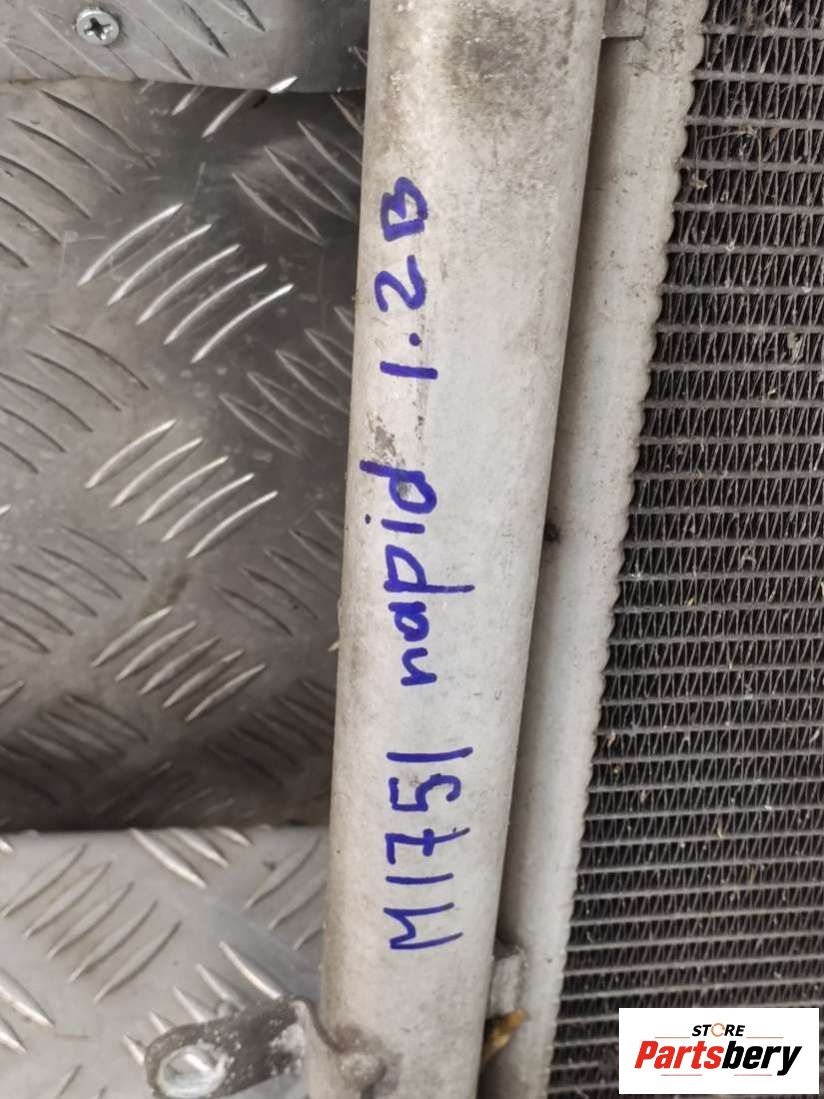 M1751 rapid 1.2B
STORE
Partsbery